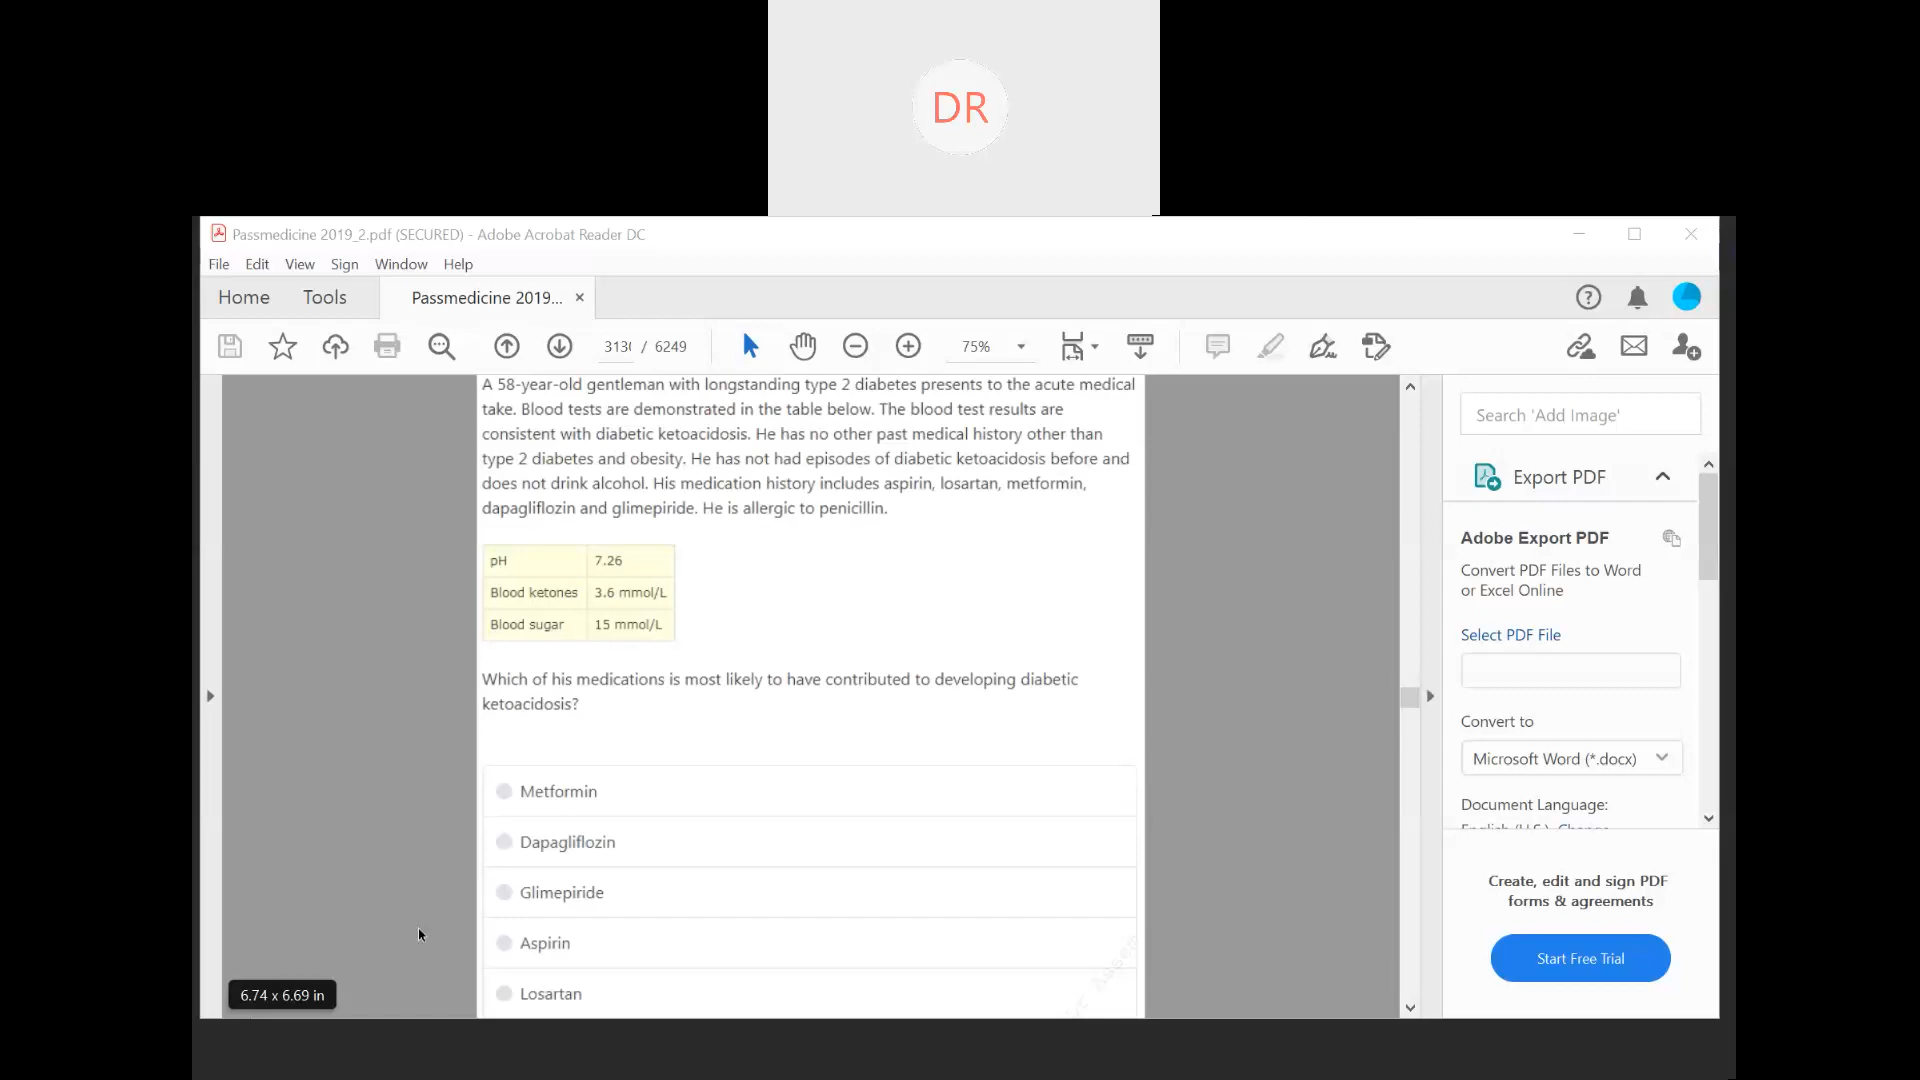 DR
Passmedicine 2019_2.pdf (SECURED) - Adobe Acrobat Reader DC
File Edit View Sign Window Help
Home Tools Passmedicine 2019... ×
/ 6249 75%
A 58-year-old gentleman with longstanding type 2 diabetes presents to the acute medical
take. Blood tests are demonstrated in the table below. The blood test results are
consistent with diabetic ketoacidosis. He has no other past medical history other than
type 2 diabetes and obesity. He has not had episodes of diabetic ketoacidosis before and
does not drink alcohol. His medication history includes aspirin, losartan, metformin,
dapagliflozin and glimepiride. He is allergic to penicillin.
pH 7.26
Blood ketones 3.6 mmol/L
Blood sugar 15 mmol/L
Which of his medications is most likely to have contributed to developing diabetic
ketoacidosis?
Metformin
Dapagliflozin
Glimepiride
Aspirin
Losartan
6.74 x 6.69 in
Search 'Add Image'
Export PDF
Adobe Export PDF
Convert PDF Files to Word
or Excel Online
Select PDF File
Convert to
Microsoft Word (*.docx)
Document Language:
English (U.S.) Change
Create, edit and sign PDF
forms & agreements
Start Free Trial